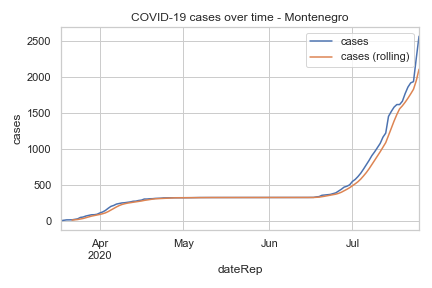 COVID-19 cases over time - Montenegro
cases
cases (rolling)
2500
2000
1500
1000
500
0
cases
Apr
2020
May
Jun
Jul
dateRep